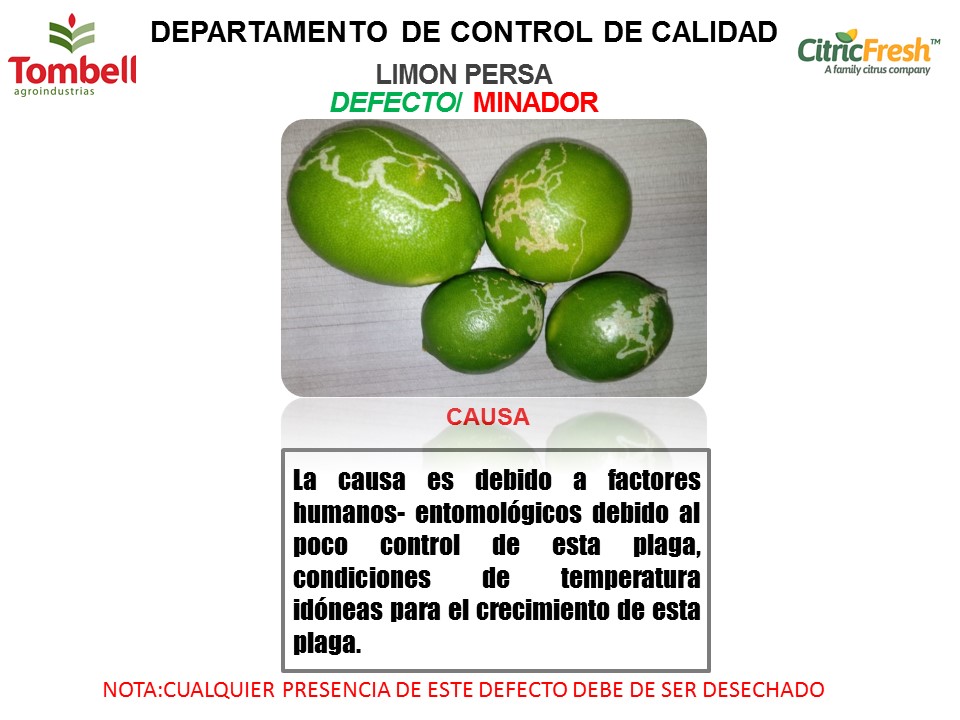 DEPARTAMENTO DE CONTROL DE CALIDAD
Tombell
agroindustrias
CitricFresh™
A family citrus company
LIMON PERSA
DEFECTO/ MINADOR
CAUSA
La causa es debido a factores
humanos- entomológicos debido al
poco control de esta plaga,
condiciones de temperatura
idóneas para el crecimiento de esta
plaga.
NOTA:CUALQUIER PRESENCIA DE ESTE DEFECTO DEBE DE SER DESECHADO